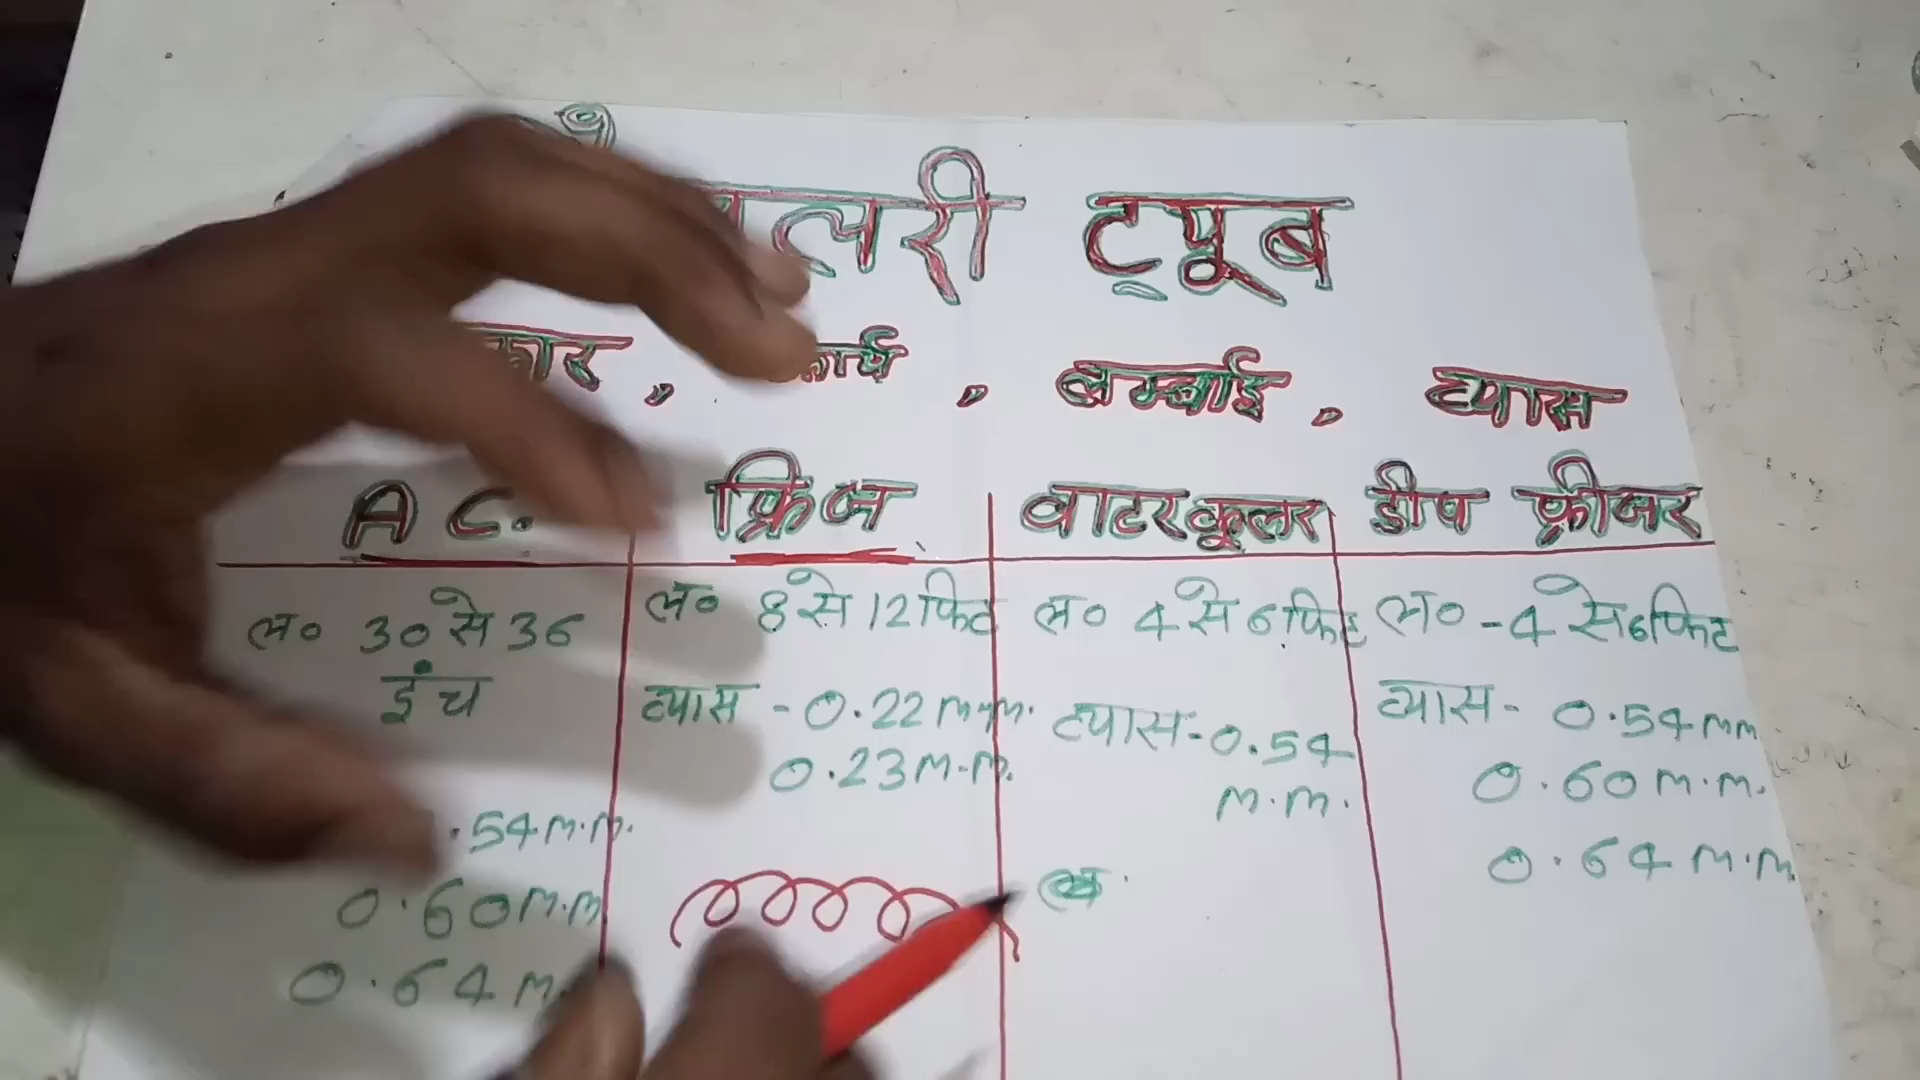 ट्यूब
, , लम्बाई , व्यास
A C. फ्रिज वाटरकूलर डीप फ्रीजर
ल० 30 से 36
इंच
.54 m.m.
0.60 m.m
0.64 m
ल० 8 से 12 फिट
व्यास - 0.22 m.m.
0.23 m.m.
ल० 4 से 6 फिट
व्यास - 0.54
m.m.
ल० - 4 से 6 फिट
व्यास - 0.54 mm
0.60 m.m.
0.64 m.m